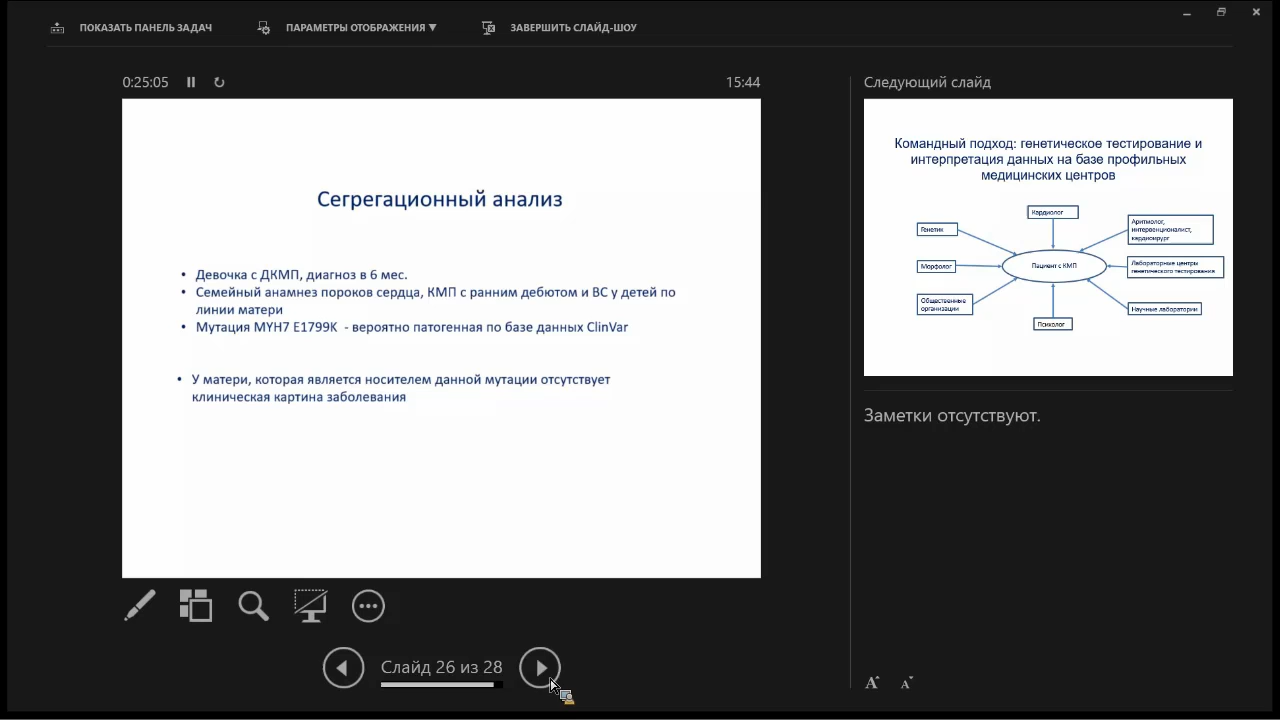 ПОКАЗАТЬ ПАНЕЛЬ ЗАДАЧ
ПАРАМЕТРЫ ОТОБРАЖЕНИЯ ▼
ЗАВЕРШИТЬ СЛАЙД-ШОУ
0:25:05
15:44
Сегрегационный анализ
• Девочка с ДКМП, диагноз в 6 мес.
• Семейный анамнез пороков сердца, КМП с ранним дебютом и ВС у детей по
линии матери
• Мутация MYH7 E1799K - вероятно патогенная по базе данных ClinVar
• У матери, которая является носителем данной мутации отсутствует
клиническая картина заболевания
Слайд 26 из 28
Следующий слайд
Командный подход: генетическое тестирование и
интерпретация данных на базе профильных
медицинских центров
Кардиолог
Генетик
Аритмолог,
интервенционалист,
кардиохирург
Морфолог
Пациент с КМП
Лабораторные центры
генетического тестирования
Общественные
организации
Научные лаборатории
Психолог
Заметки отсутствуют.
A
A